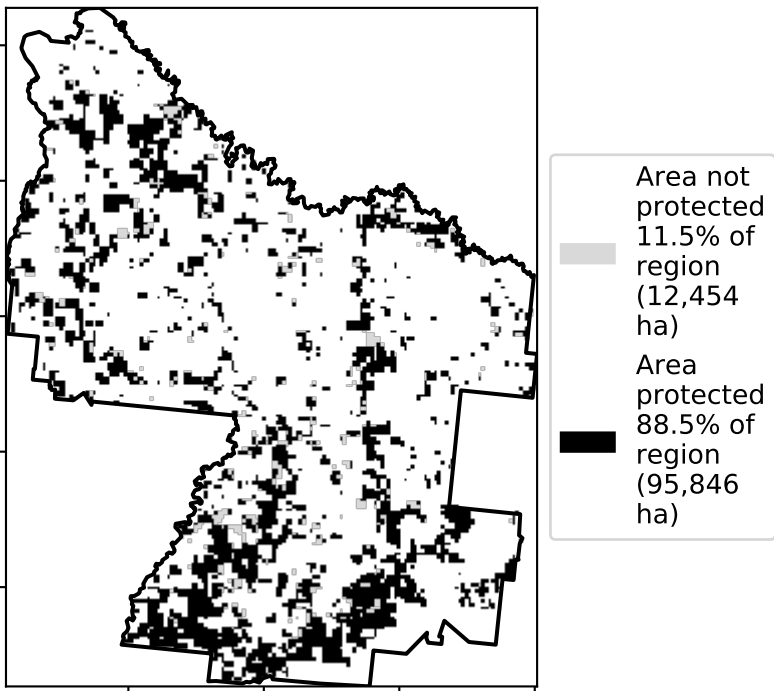 Area not
protected
11.5% of
region
(12,454
ha)
Area
protected
88.5% of
region
(95,846
ha)